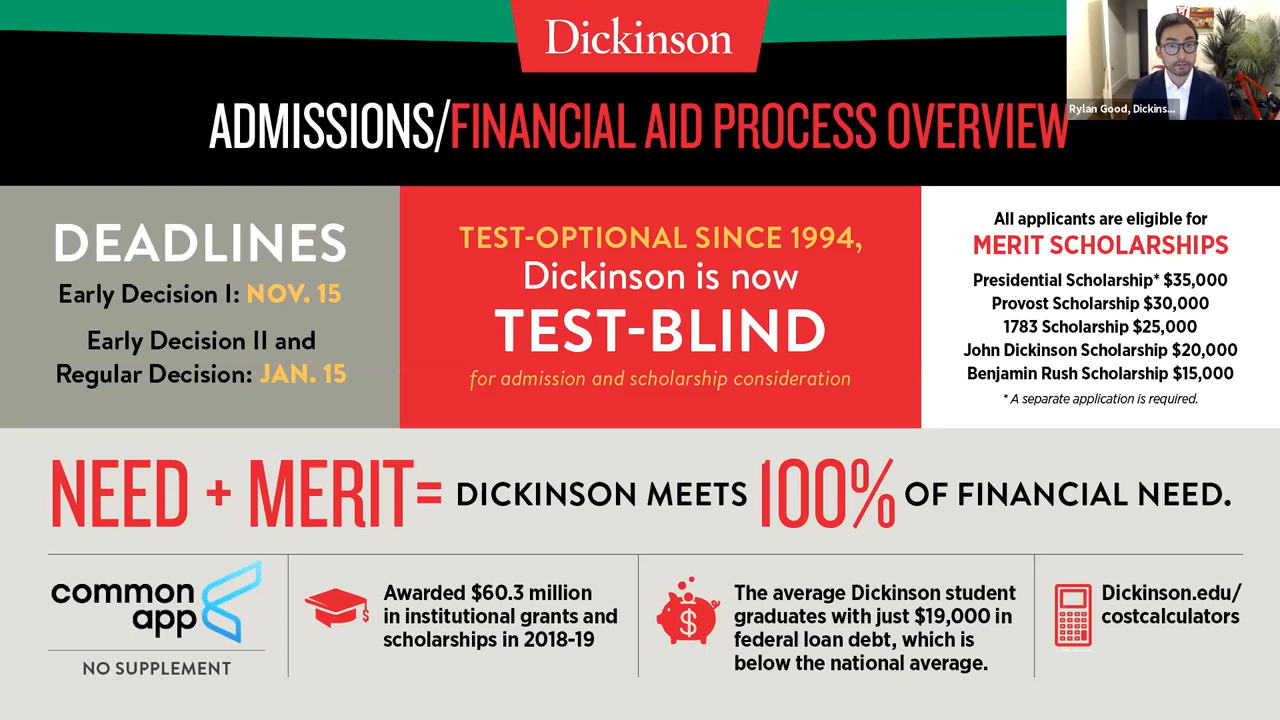 Dickinson
ADMISSIONS/FINANCIAL AID PROCESS OVERVIEW
Rylan Good, Dickins...
DEADLINES
Early Decision I: NOV. 15
Early Decision II and
Regular Decision: JAN. 15
TEST-OPTIONAL SINCE 1994,
Dickinson is now
TEST-BLIND
for admission and scholarship consideration
All applicants are eligible for
MERIT SCHOLARSHIPS
Presidential Scholarship* $35,000
Provost Scholarship $30,000
1783 Scholarship $25,000
John Dickinson Scholarship $20,000
Benjamin Rush Scholarship $15,000
* A separate application is required.
NEED + MERIT= DICKINSON MEETS 100% OF FINANCIAL NEED.
common
app
NO SUPPLEMENT
Awarded $60.3 million
in institutional grants and
scholarships in 2018-19
$
The average Dickinson student
graduates with just $19,000 in
federal loan debt, which is
below the national average.
Dickinson.edu/
costcalculators